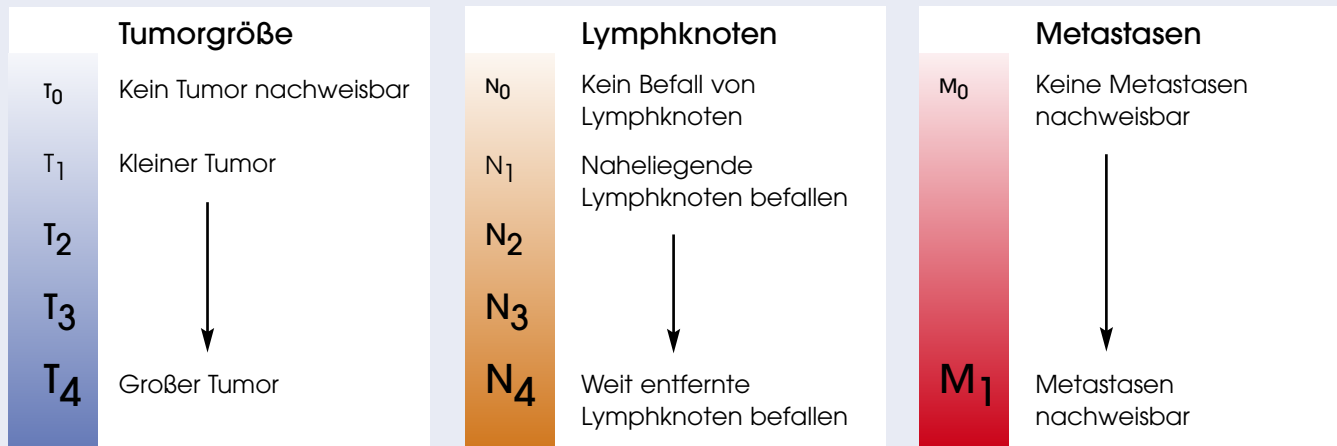 Tumorgröße
T0 Kein Tumor nachweisbar
T1 Kleiner Tumor
T2
T3
T4 Großer Tumor
Lymphknoten
N0 Kein Befall von
Lymphknoten
N1 Naheliegende
Lymphknoten befallen
N2
N3
N4 Weit entfernte
Lymphknoten befallen
Metastasen
M0 Keine Metastasen
nachweisbar
M1 Metastasen
nachweisbar